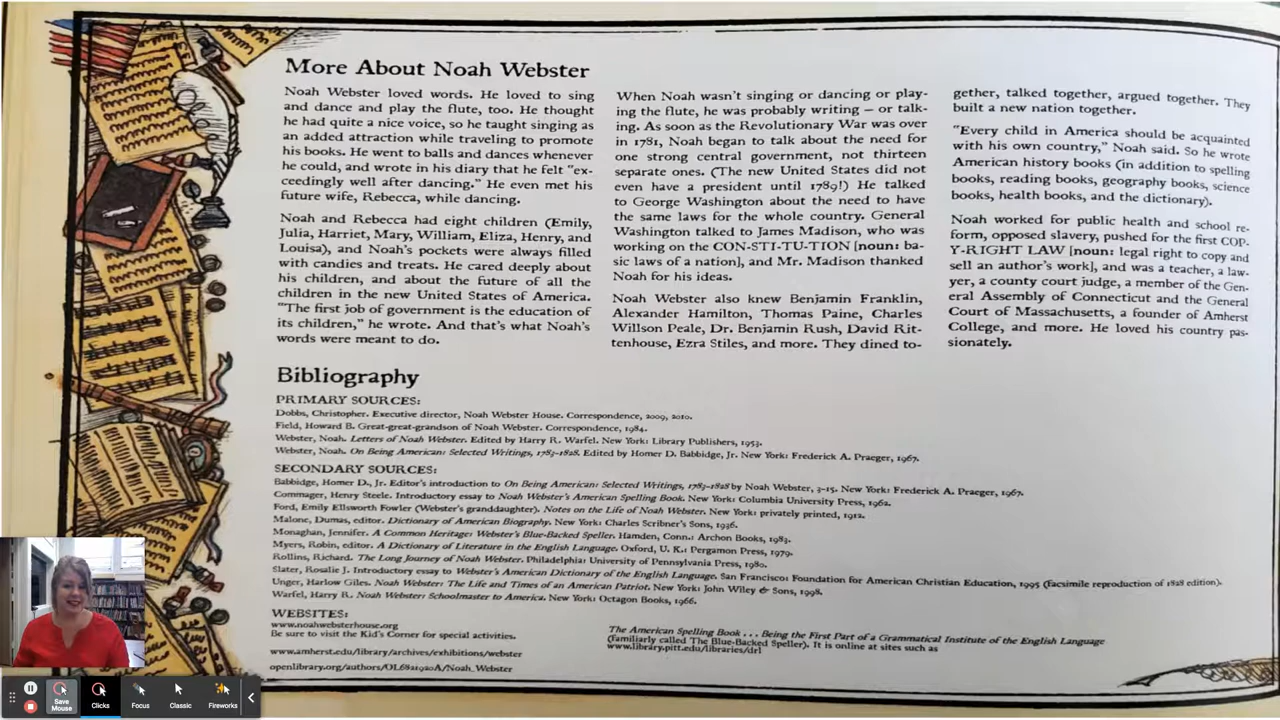 More About Noah Webster
Noah Webster loved words. He loved to sing
and dance and play the flute, too. He thought
he had quite a nice voice, so he taught singing as
an added attraction while traveling to promote
his books. He went to balls and dances whenever
he could, and wrote in his diary that he felt "ex-
ceedingly well after dancing." He even met his
future wife, Rebecca, while dancing.
Noah and Rebecca had eight children (Emily,
Julia, Harriet, Mary, William, Eliza, Henry, and
Louisa), and Noah's pockets were always filled
with candies and treats. He cared deeply about
his children, and about the future of all the
children in the new United States of America.
"The first job of government is the education of
its children," he wrote. And that's what Noah's
words were meant to do.
When Noah wasn't singing or dancing or play-
ing the flute, he was probably writing – or talk-
ing. As soon as the Revolutionary War was over
in 1781, Noah began to talk about the need for
one strong central government, not thirteen
separate ones. (The new United States did not
even have a president until 1789!) He talked
to George Washington about the need to have
the same laws for the whole country. General
Washington talked to James Madison, who was
working on the CON-STI-TU-TION [noun: ba-
sic laws of a nation], and Mr. Madison thanked
Noah for his ideas.
Noah Webster also knew Benjamin Franklin,
Alexander Hamilton, Thomas Paine, Charles
Willson Peale, Dr. Benjamin Rush, David Rit-
tenhouse, Ezra Stiles, and more. They dined to-
gether, talked together, argued together. They
built a new nation together.
"Every child in America should be acquainted
with his own country," Noah said. So he wrote
American history books (in addition to spelling
books, reading books, geography books, science
books, health books, and the dictionary).
Noah worked for public health and school re-
form, opposed slavery, pushed for the first COP-
Y-RIGHT LAW [noun: legal right to copy and
sell an author's work], and was a teacher, a law-
yer, a county court judge, a member of the Gen-
eral Assembly of Connecticut and the General
Court of Massachusetts, a founder of Amherst
College, and more. He loved his country pas-
sionately.
Bibliography
PRIMARY SOURCES:
Dobbs, Christopher. Executive director, Noah Webster House. Correspondence, 2009, 2010.
Field, Howard B. Great-great-grandson of Noah Webster. Correspondence, 1984.
Webster, Noah. Letters of Noah Webster. Edited by Harry R. Warfel. New York: Library Publishers, 1953.
Webster, Noah. On Being American: Selected Writings, 1783-1828. Edited by Homer D. Babbidge, Jr. New York: Frederick A. Praeger, 1967.
SECONDARY SOURCES:
Babbidge, Homer D., Jr. Editor's introduction to On Being American: Selected Writings, 1783-1828 by Noah Webster, 3-15. New York: Frederick A. Praeger, 1967.
Commager, Henry Steele. Introductory essay to Noah Webster's American Spelling Book. New York: Columbia University Press, 1962.
Ford, Emily Ellsworth Fowler (Webster's granddaughter). Notes on the Life of Noah Webster. New York: privately printed, 1912.
Malone, Dumas, editor. Dictionary of American Biography. New York: Charles Scribner's Sons, 1936.
Monaghan, Jennifer. A Common Heritage: Webster's Blue-Backed Speller. Hamden, Conn.: Archon Books, 1983.
Myers, Robin, editor. A Dictionary of Literature in the English Language. Oxford, U. K.: Pergamon Press, 1979.
Rollins, Richard. The Long Journey of Noah Webster. Philadelphia: University of Pennsylvania Press, 1980.
Slater, Rosalie J. Introductory essay to Webster's American Dictionary of the English Language. San Francisco: Foundation for American Christian Education, 1995 (facsimile reproduction of 1828 edition).
Unger, Harlow Giles. Noah Webster: The Life and Times of an American Patriot. New York: John Wiley & Sons, 1998.
Warfel, Harry R. Noah Webster: Schoolmaster to America. New York: Octagon Books, 1966.
WEBSITES:
www.noahwebsterhouse.org
Be sure to visit the Kid's Corner for special activities.
www.amherst.edu/library/archives/exhibitions/webster
The American Spelling Book . . . Being the First Part of a Grammatical Institute of the English Language
(familiarly called The Blue-Backed Speller). It is online at sites such as
www.library.pitt.edu/libraries/drl
Save
Mouse
Clicks
Focus
Classic
Fireworks